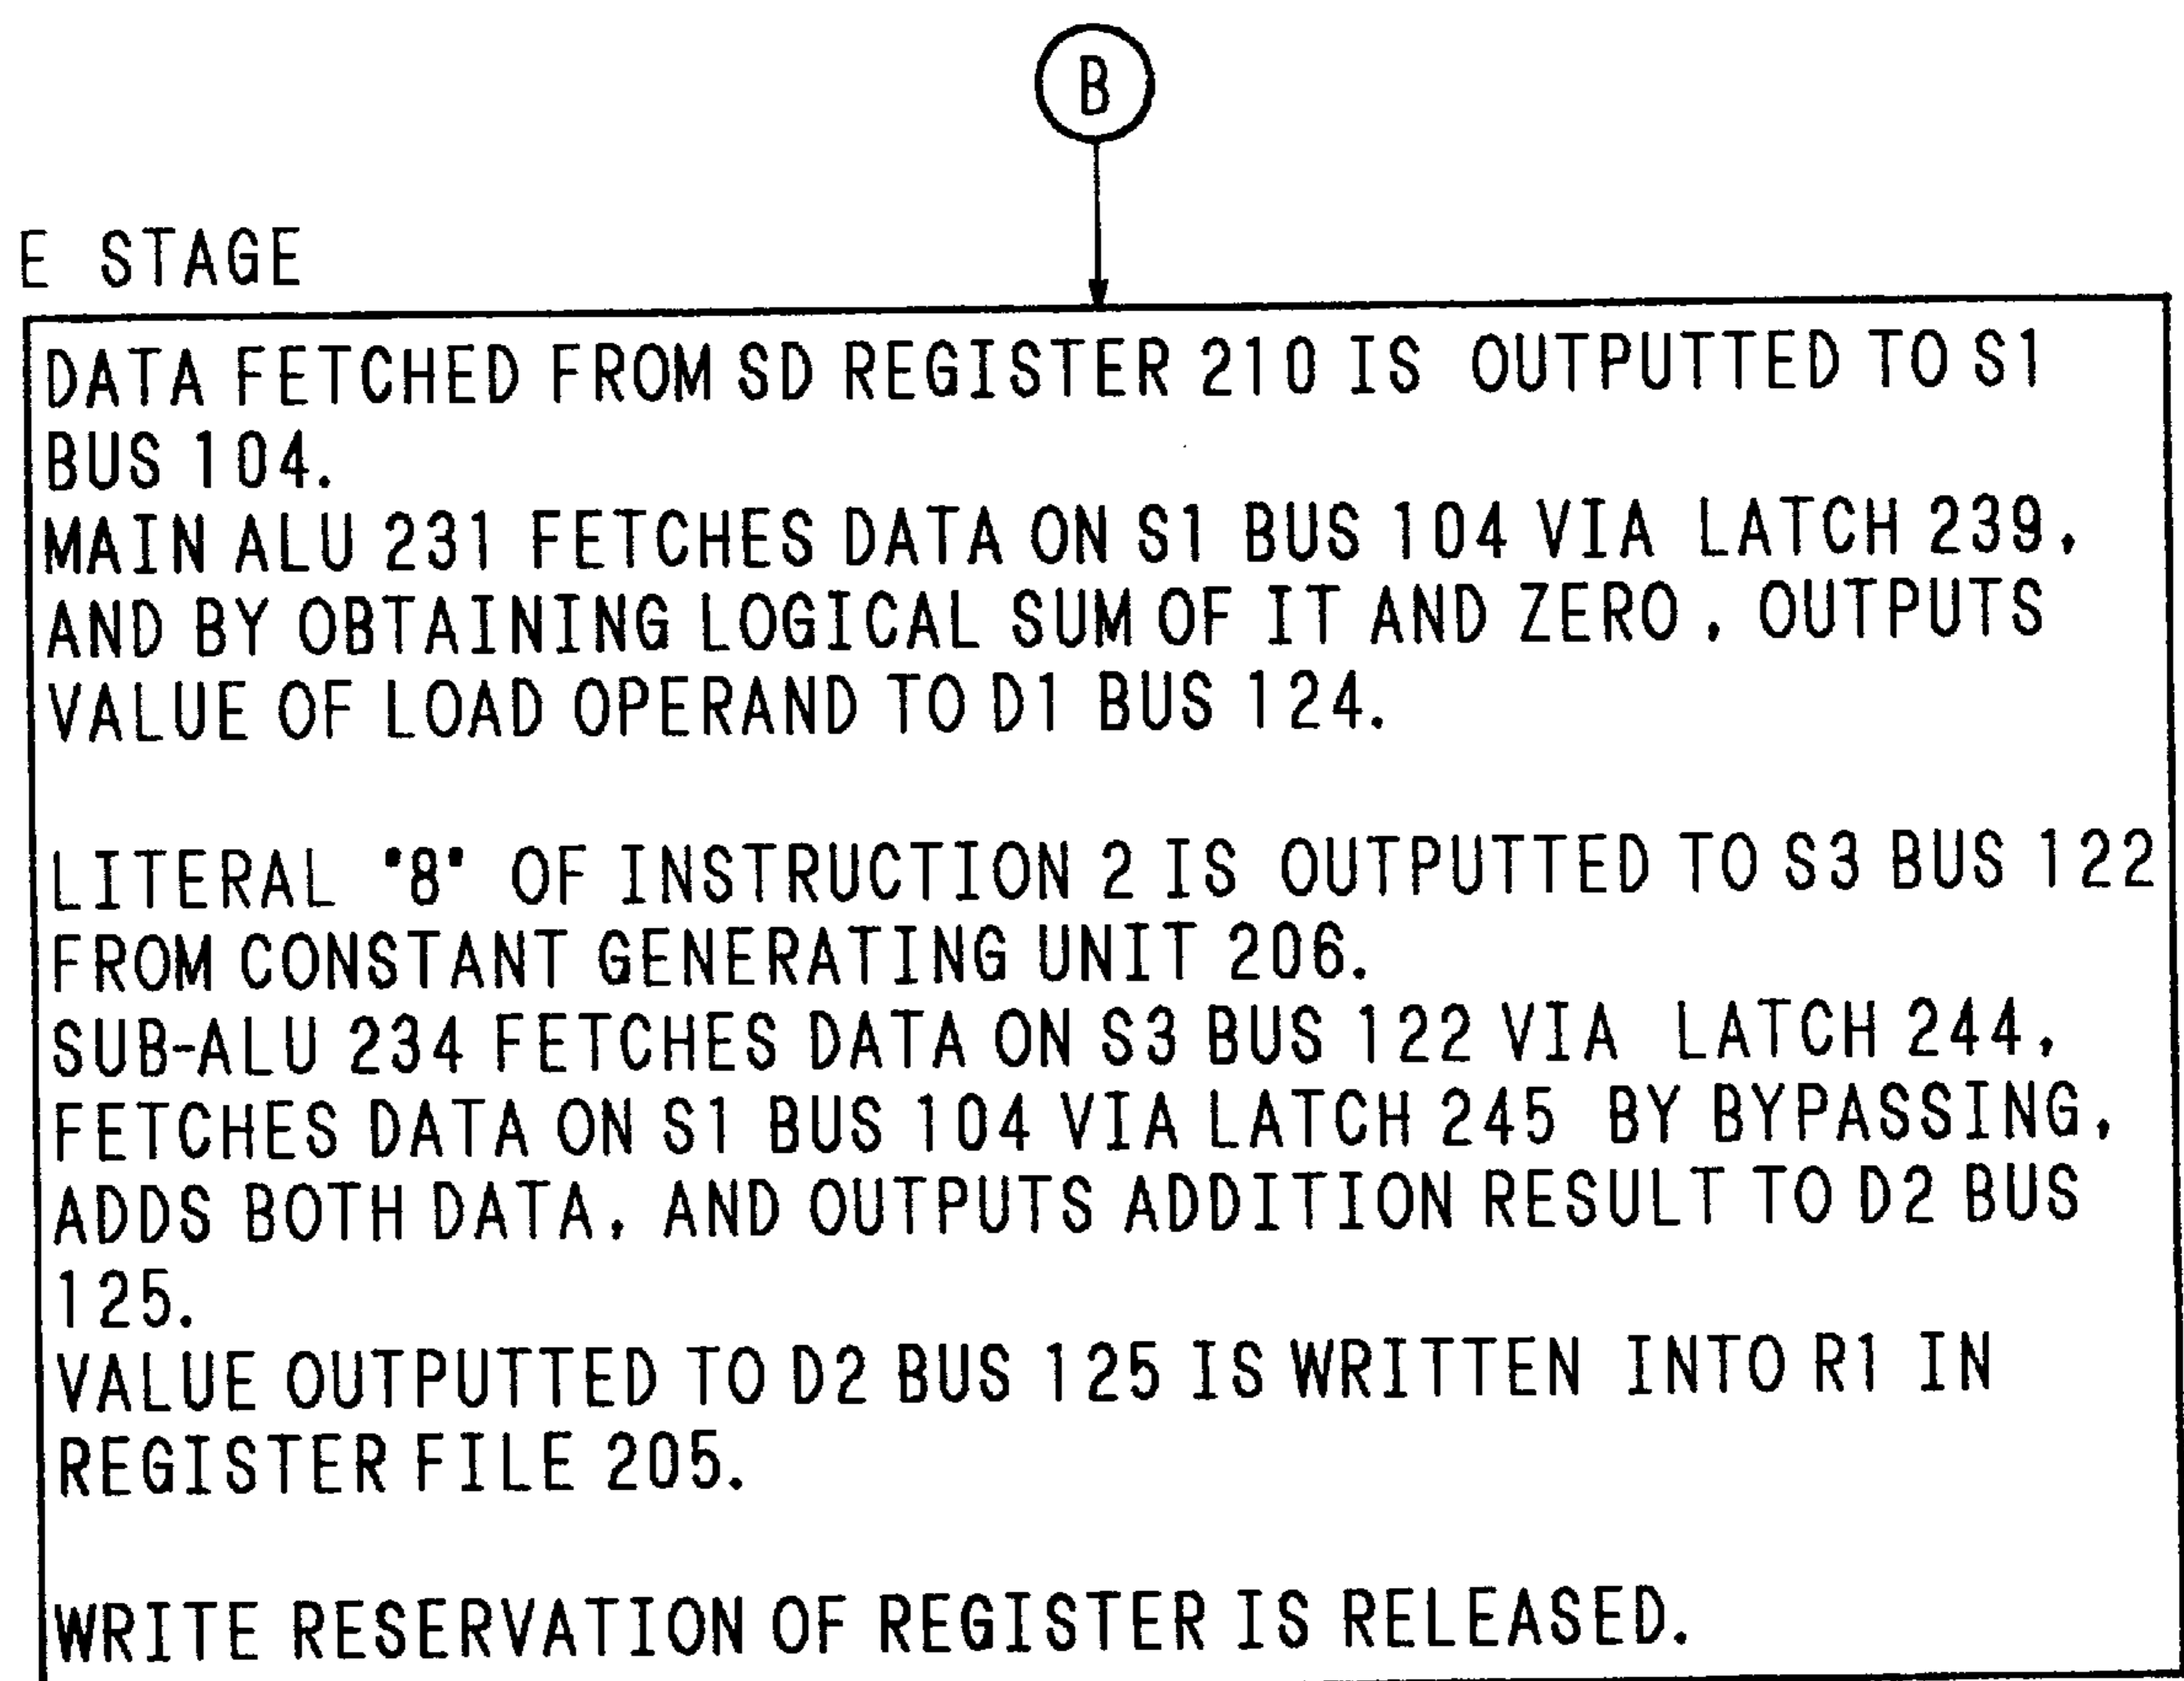 B
E STAGE
DATA FETCHED FROM SD REGISTER 210 IS OUTPUTTED TO S1
BUS 104.
MAIN ALU 231 FETCHES DATA ON S1 BUS 104 VIA LATCH 239,
AND BY OBTAINING LOGICAL SUM OF IT AND ZERO, OUTPUTS
VALUE OF LOAD OPERAND TO D1 BUS 124.
LITERAL "8" OF INSTRUCTION 2 IS OUTPUTTED TO S3 BUS 122
FROM CONSTANT GENERATING UNIT 206.
SUB-ALU 234 FETCHES DATA ON S3 BUS 122 VIA LATCH 244,
FETCHES DATA ON S1 BUS 104 VIA LATCH 245 BY BYPASSING,
ADDS BOTH DATA, AND OUTPUTS ADDITION RESULT TO D2 BUS
125.
VALUE OUTPUTTED TO D2 BUS 125 IS WRITTEN INTO R1 IN
REGISTER FILE 205.
WRITE RESERVATION OF REGISTER IS RELEASED.